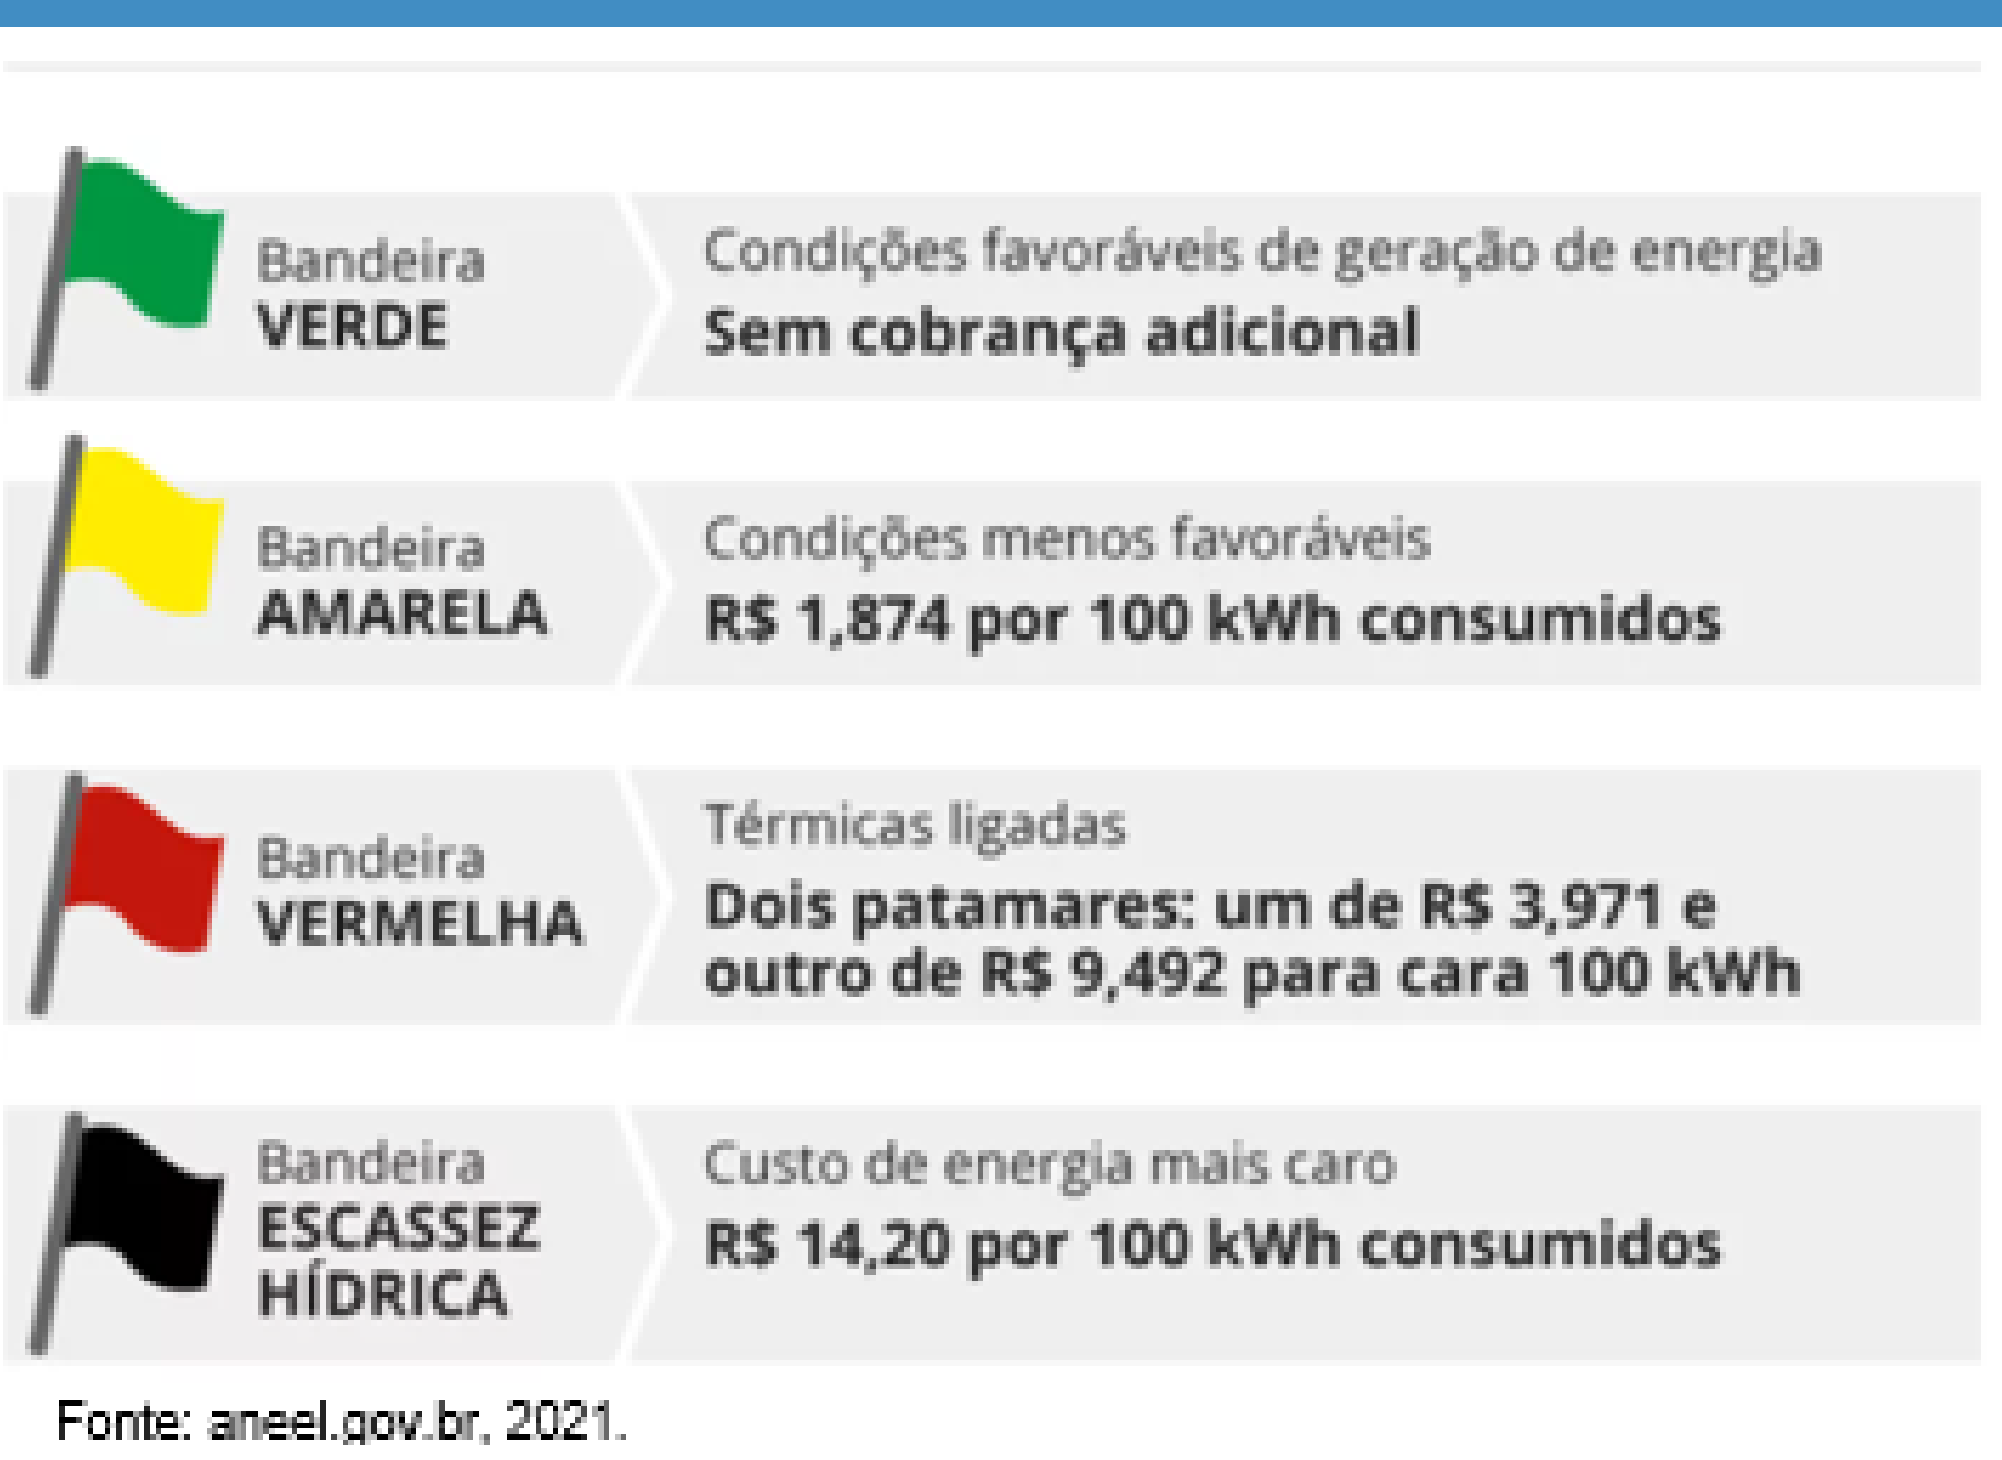 Bandeira
VERDE
Condições favoráveis de geração de energia
Sem cobrança adicional
Bandeira
AMARELA
Condições menos favoráveis
R$ 1,874 por 100 kWh consumidos
Bandeira
VERMELHA
Térmicas ligadas
Dois patamares: um de R$ 3,971 e
outro de R$ 9,492 para cara 100 kWh
Bandeira
ESCASSEZ
HÍDRICA
Custo de energia mais caro
R$ 14,20 por 100 kWh consumidos
Fonte: aneel.gov.br, 2021.